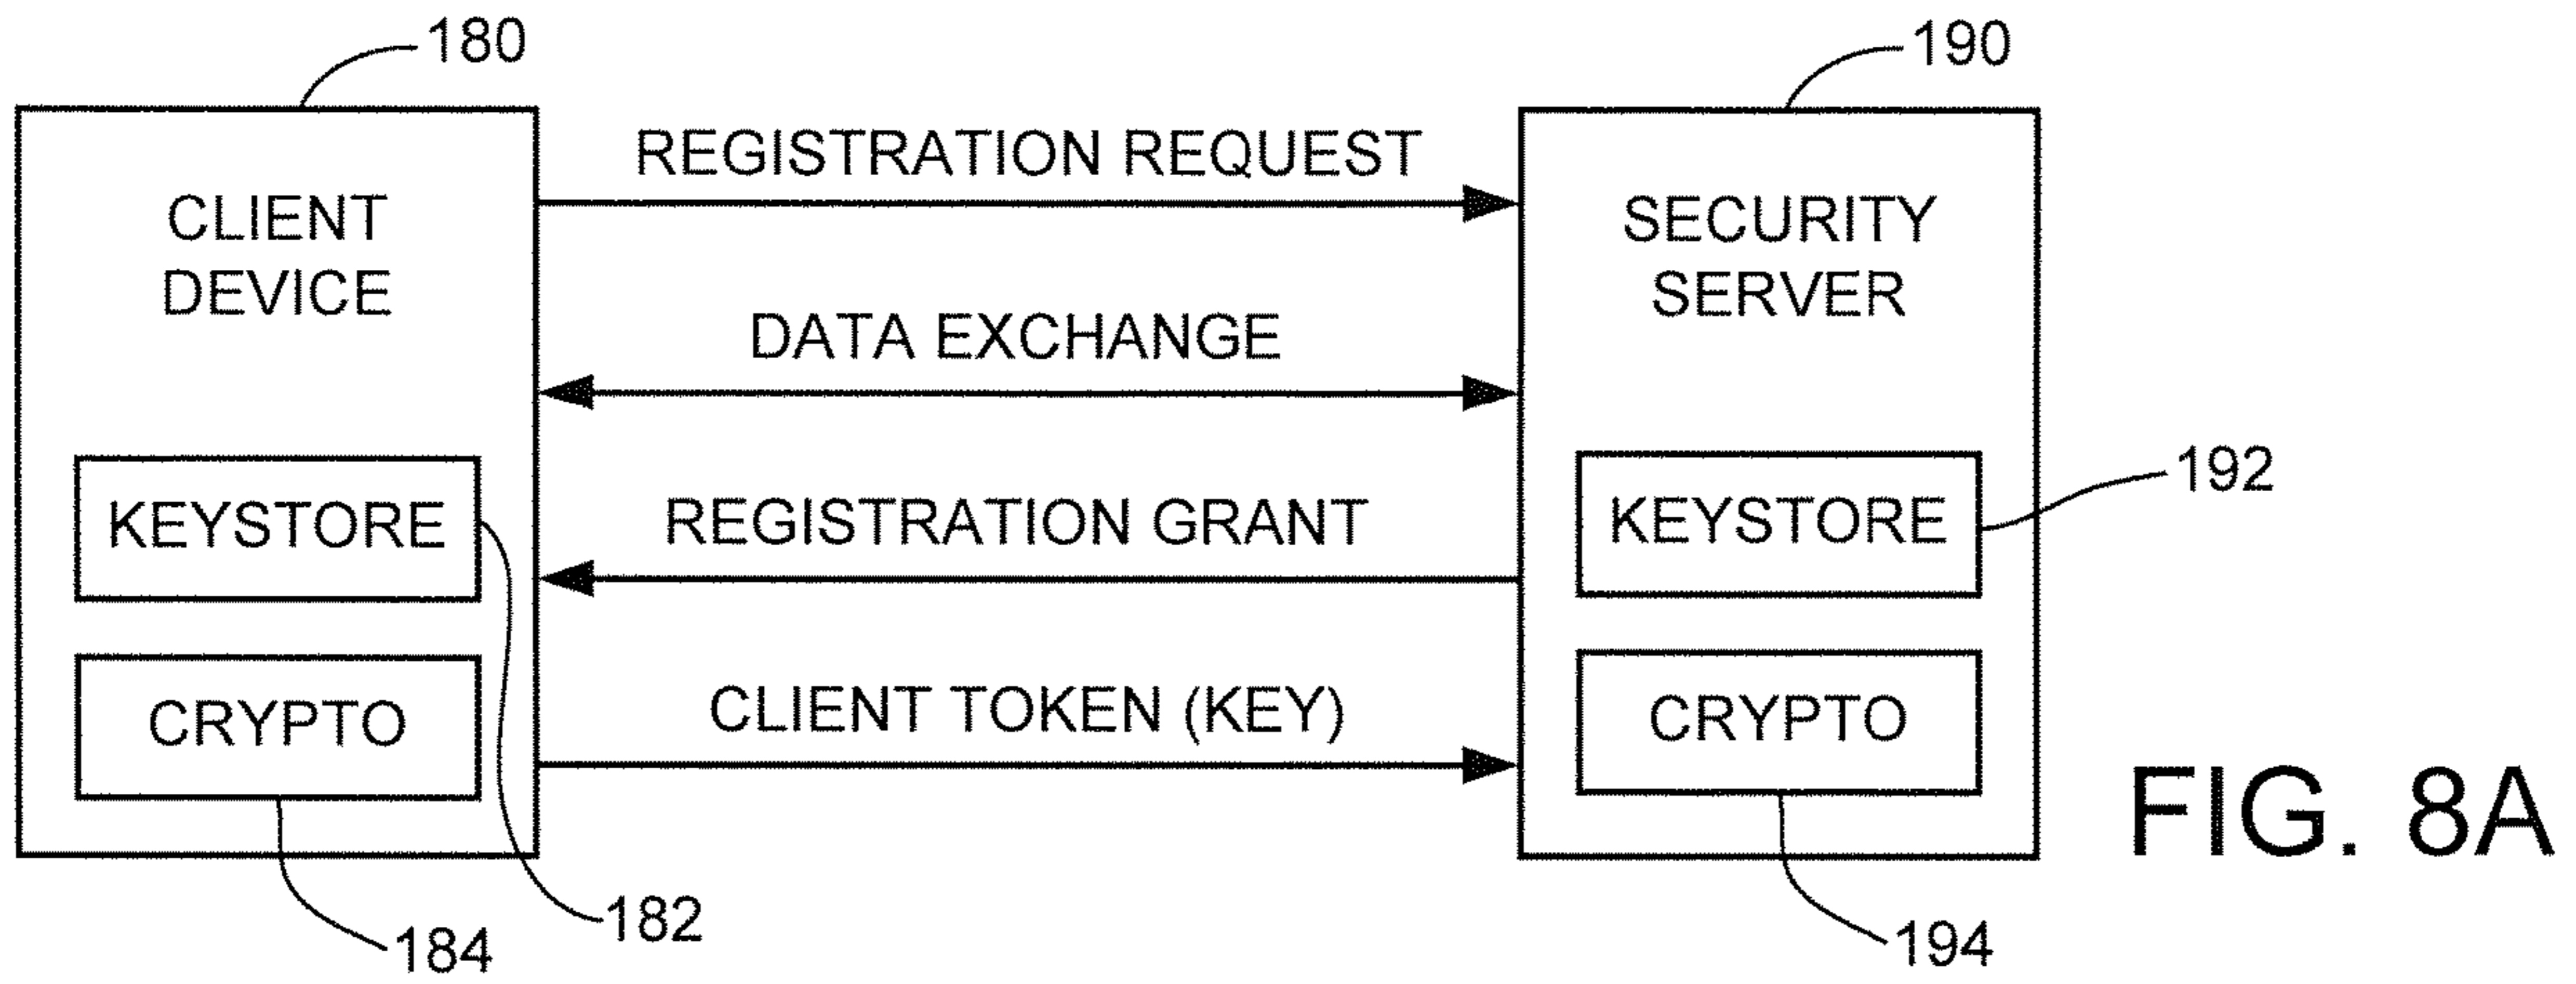 180
190
REGISTRATION REQUEST
CLIENT
DEVICE
SECURITY
SERVER
DATA EXCHANGE
KEYSTORE
REGISTRATION GRANT
KEYSTORE
192
CRYPTO
CLIENT TOKEN (KEY)
CRYPTO
FIG. 8A
182
184
194